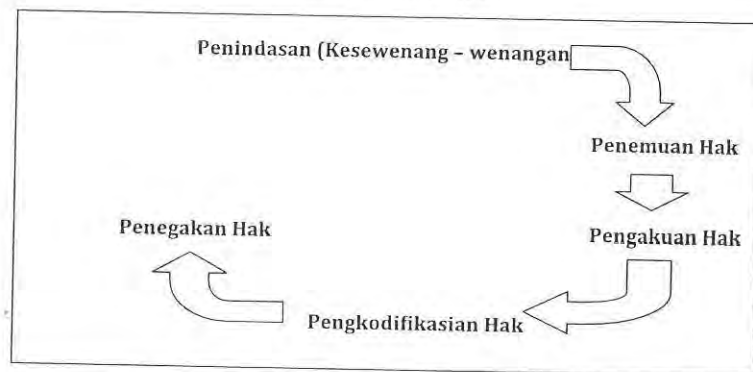 Penindasan (Kesewenang – wenangan
Penemuan Hak
Pengakuan Hak
Penegakan Hak
Pengkodifikasian Hak